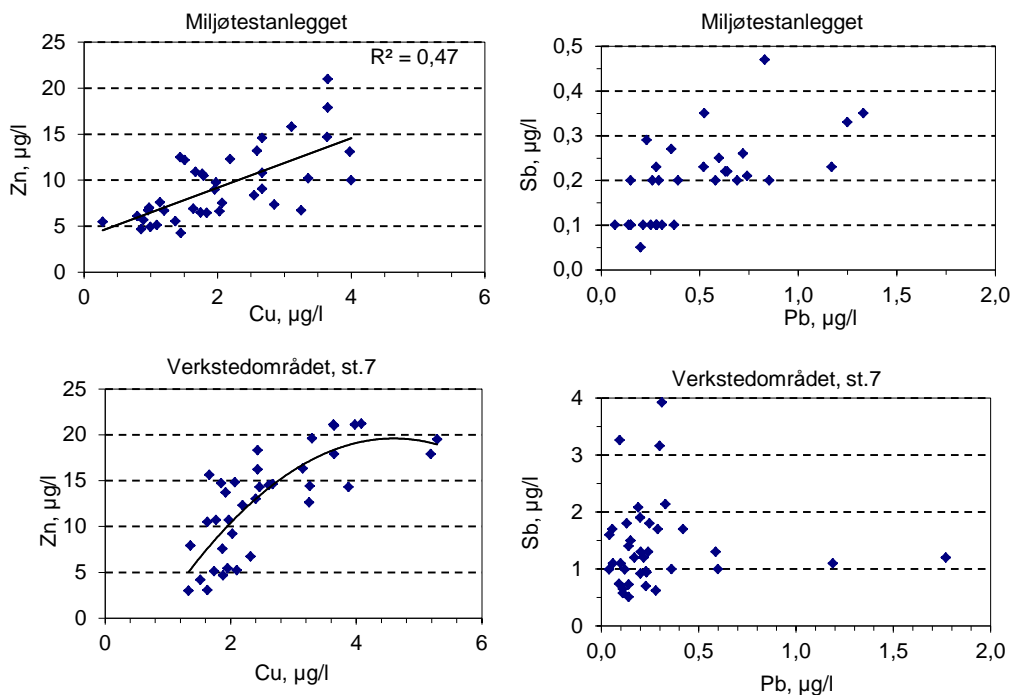 Miljøtestanlegget
R² = 0,47
Zn, µg/l
25
20
15
10
5
0
0 2 4 6
Cu, µg/l
Miljøtestanlegget
Sb, µg/l
0,5
0,4
0,3
0,2
0,1
0,0
0,0 0,5 1,0 1,5 2,0
Pb, µg/l
Verkstedområdet, st.7
Zn, µg/l
25
20
15
10
5
0
0 2 4 6
Cu, µg/l
Verkstedområdet, st.7
Sb, µg/l
4
3
2
1
0
0,0 0,5 1,0 1,5 2,0
Pb, µg/l